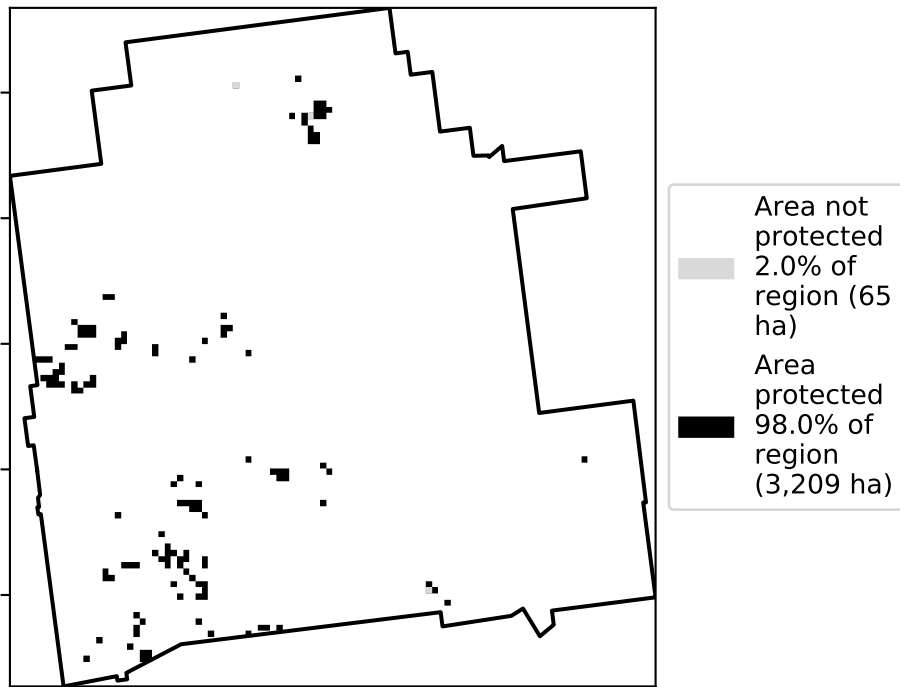 Area not
protected
2.0% of
region (65
ha)
Area
protected
98.0% of
region
(3,209 ha)